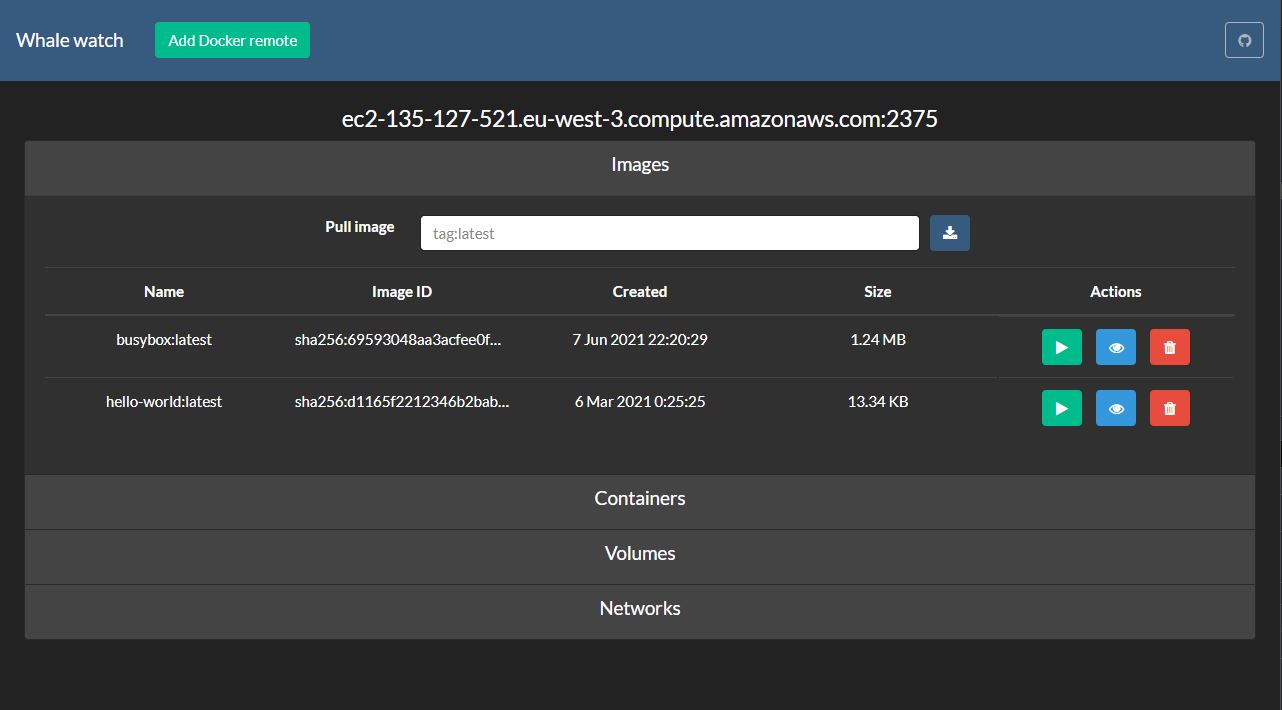 Whale watch Add Docker remote
ec2-135-127-521.eu-west-3.compute.amazonaws.com:2375
Images
Pull image tag:latest
Name Image ID Created Size Actions
busybox:latest sha256:69593048aa3acfee0f... 7 Jun 2021 22:20:29 1.24 MB
hello-world:latest sha256:d1165f2212346b2bab... 6 Mar 2021 0:25:25 13.34 KB
Containers
Volumes
Networks